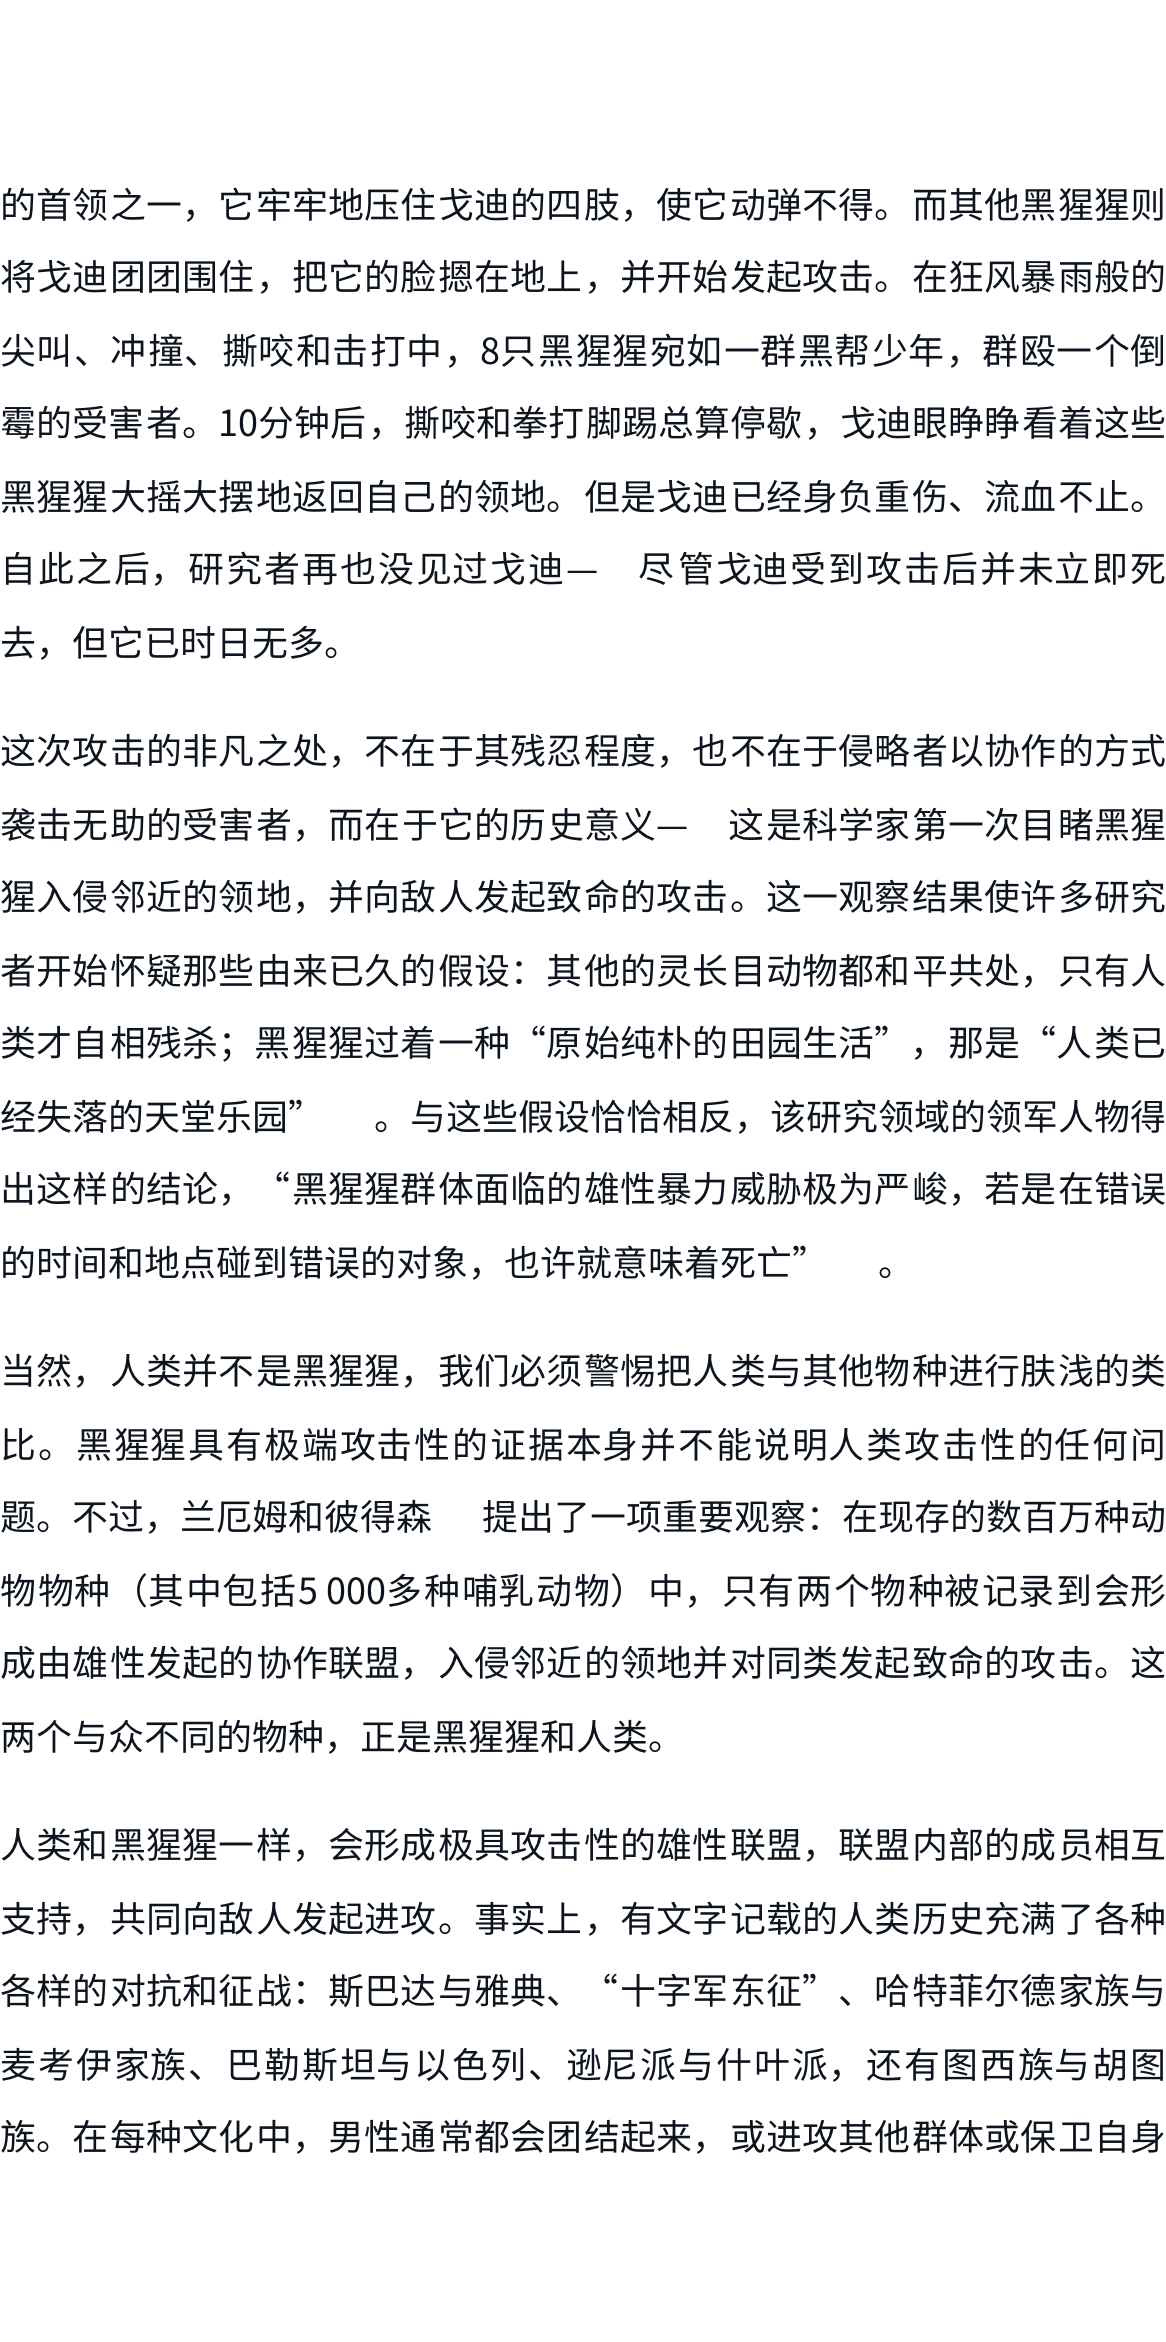 的首领之一，它牢牢地压住戈迪的四肢，使它动弹不得。而其他黑猩猩则
将戈迪团团围住，把它的脸摁在地上，并开始发起攻击。在狂风暴雨般的
尖叫、冲撞、撕咬和击打中，8只黑猩猩宛如一群黑帮少年，群殴一个倒
霉的受害者。10分钟后，撕咬和拳打脚踢总算停歇，戈迪眼睁睁看着这些
黑猩猩大摇大摆地返回自己的领地。但是戈迪已经身负重伤、流血不止。
自此之后，研究者再也没见过戈迪— 尽管戈迪受到攻击后并未立即死
去，但它已时日无多。
这次攻击的非凡之处，不在于其残忍程度，也不在于侵略者以协作的方式
袭击无助的受害者，而在于它的历史意义— 这是科学家第一次目睹黑猩
猩入侵邻近的领地，并向敌人发起致命的攻击。这一观察结果使许多研究
者开始怀疑那些由来已久的假设：其他的灵长目动物都和平共处，只有人
类才自相残杀；黑猩猩过着一种“原始纯朴的田园生活”，那是“人类已
经失落的天堂乐园” 。与这些假设恰恰相反，该研究领域的领军人物得
出这样的结论，“黑猩猩群体面临的雄性暴力威胁极为严峻，若是在错误
的时间和地点碰到错误的对象，也许就意味着死亡” 。
当然，人类并不是黑猩猩，我们必须警惕把人类与其他物种进行肤浅的类
比。黑猩猩具有极端攻击性的证据本身并不能说明人类攻击性的任何问
题。不过，兰厄姆和彼得森 提出了一项重要观察：在现存的数百万种动
物物种（其中包括5 000多种哺乳动物）中，只有两个物种被记录到会形
成由雄性发起的协作联盟，入侵邻近的领地并对同类发起致命的攻击。这
两个与众不同的物种，正是黑猩猩和人类。
人类和黑猩猩一样，会形成极具攻击性的雄性联盟，联盟内部的成员相互
支持，共同向敌人发起进攻。事实上，有文字记载的人类历史充满了各种
各样的对抗和征战：斯巴达与雅典、“十字军东征”、哈特菲尔德家族与
麦考伊家族、巴勒斯坦与以色列、逊尼派与什叶派，还有图西族与胡图
族。在每种文化中，男性通常都会团结起来，或进攻其他群体或保卫自身